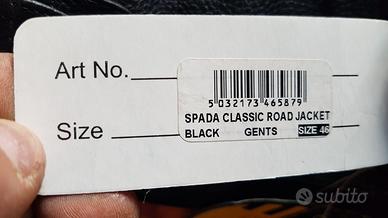 Art No.
5 032173 465879
SPADA CLASSIC ROAD JACKET
BLACK GENTS SIZE 46
Size
subito